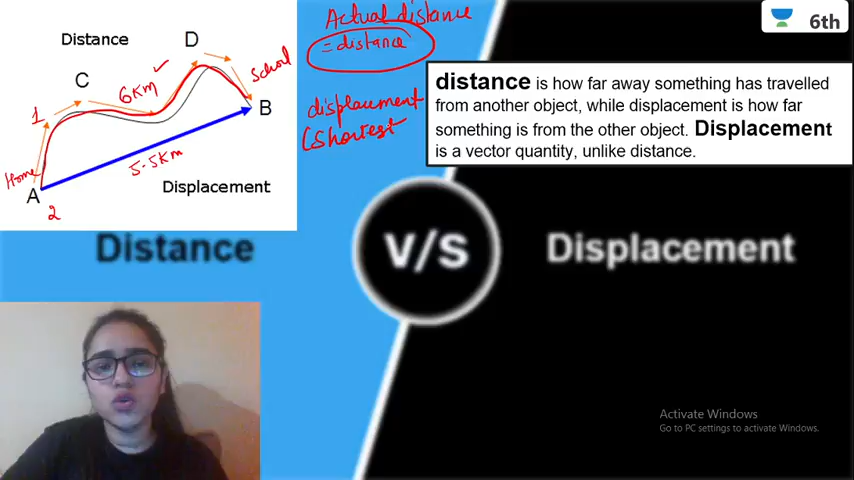 Distance
D
C
6Km
1
School
B
Home
A
5.5Km
2
Displacement
Actual distance
= distance
displacment
(Shortest
6th
distance is how far away something has travelled
from another object, while displacement is how far
something is from the other object. Displacement
is a vector quantity, unlike distance.
Distance
V/S
Displacement
Activate Windows
Go to PC settings to activate Windows.